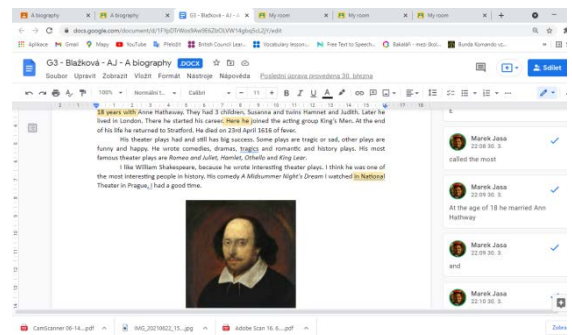 A biography
A biography
G3 - Blažková - AJ - A
My room
My room
My room
docs.google.com/document/d/
Aplikace
Gmail
Mapy
YouTube
Přeložit
British Council Lear...
Vocabulary lesson...
Free Text to Speech...
Bakaláři - mezi škol...
G3 - Blažková - AJ - A biography
.DOCX
Soubor Upravit Zobrazit Vložit Formát Nástroje Nápověda Poslední úprava provedena 30. března
Sdílet
100%
Normální t...
Calibri
11
18 years with Anne Hathaway. They had 3 children, Susanna and twins Hamnet and Judith. Later he
lived in London. There he started his career. Here he joined the acting group King's Men. At the end
of his life he returned to Stratford. He died on 23rd April 1616 of fever.
His theater plays had and still has big success. Some plays are tragic or sad, other plays are
funny and happy. He wrote comedies, dramas, tragics and romantic and history plays. His most
famous theater plays are Romeo and Juliet, Hamlet, Othello and King Lear.
I like William Shakespeare, because he wrote interesting theater plays. I think he was one of
the most interesting people in history. His comedy A Midsummer Night's Dream I watched in National
Theater in Prague, I had a good time.
Marek Jasa
22:08 30. 3.
called the most
Marek Jasa
22:09 30. 3.
At the age of 18 he married Ann
Hathway
Marek Jasa
22:09 30. 3.
and
Marek Jasa
22:10 30. 3.
CamScanner 06-14...pdf
IMG_20210622_15...jpg
Adobe Scan 16. 6...pdf